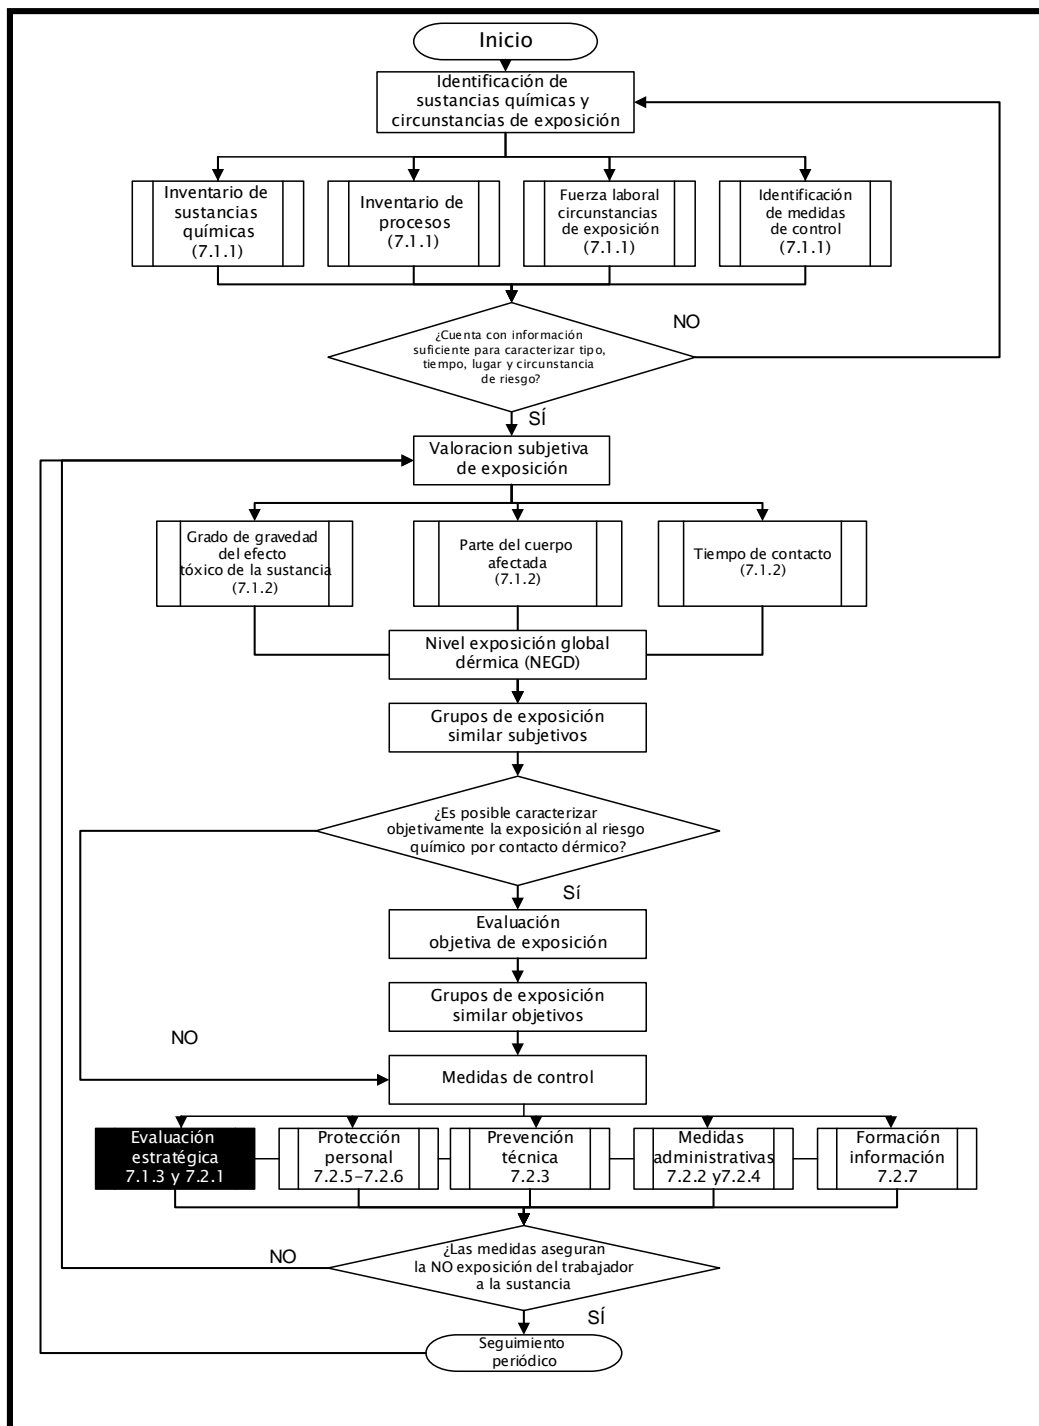 Inicio
Identificación de
sustancias químicas y
circunstancias de exposición
Inventario de
sustancias
químicas
(7.1.1)
Inventario de
procesos
(7.1.1)
Fuerza laboral
circunstancias
de exposición
(7.1.1)
Identificación
de medidas
de control
(7.1.1)
¿Cuenta con información
suficiente para caracterizar tipo,
tiempo, lugar y circunstancia
de riesgo?
NO
SÍ
Valoracion subjetiva
de exposición
Grado de gravedad
del efecto
tóxico de la sustancia
(7.1.2)
Parte del cuerpo
afectada
(7.1.2)
Tiempo de contacto
(7.1.2)
Nivel exposición global
dérmica (NEGD)
Grupos de exposición
similar subjetivos
¿Es posible caracterizar
objetivamente la exposición al riesgo
químico por contacto dérmico?
Sí
Evaluación
objetiva de exposición
Grupos de exposición
similar objetivos
NO
Medidas de control
Evaluación
estratégica
7.1.3 y 7.2.1
Protección
personal
7.2.5-7.2.6
Prevención
técnica
7.2.3
Medidas
administrativas
7.2.2 y7.2.4
Formación
información
7.2.7
NO
¿Las medidas aseguran
la NO exposición del trabajador
a la sustancia
SÍ
Seguimiento
periódico